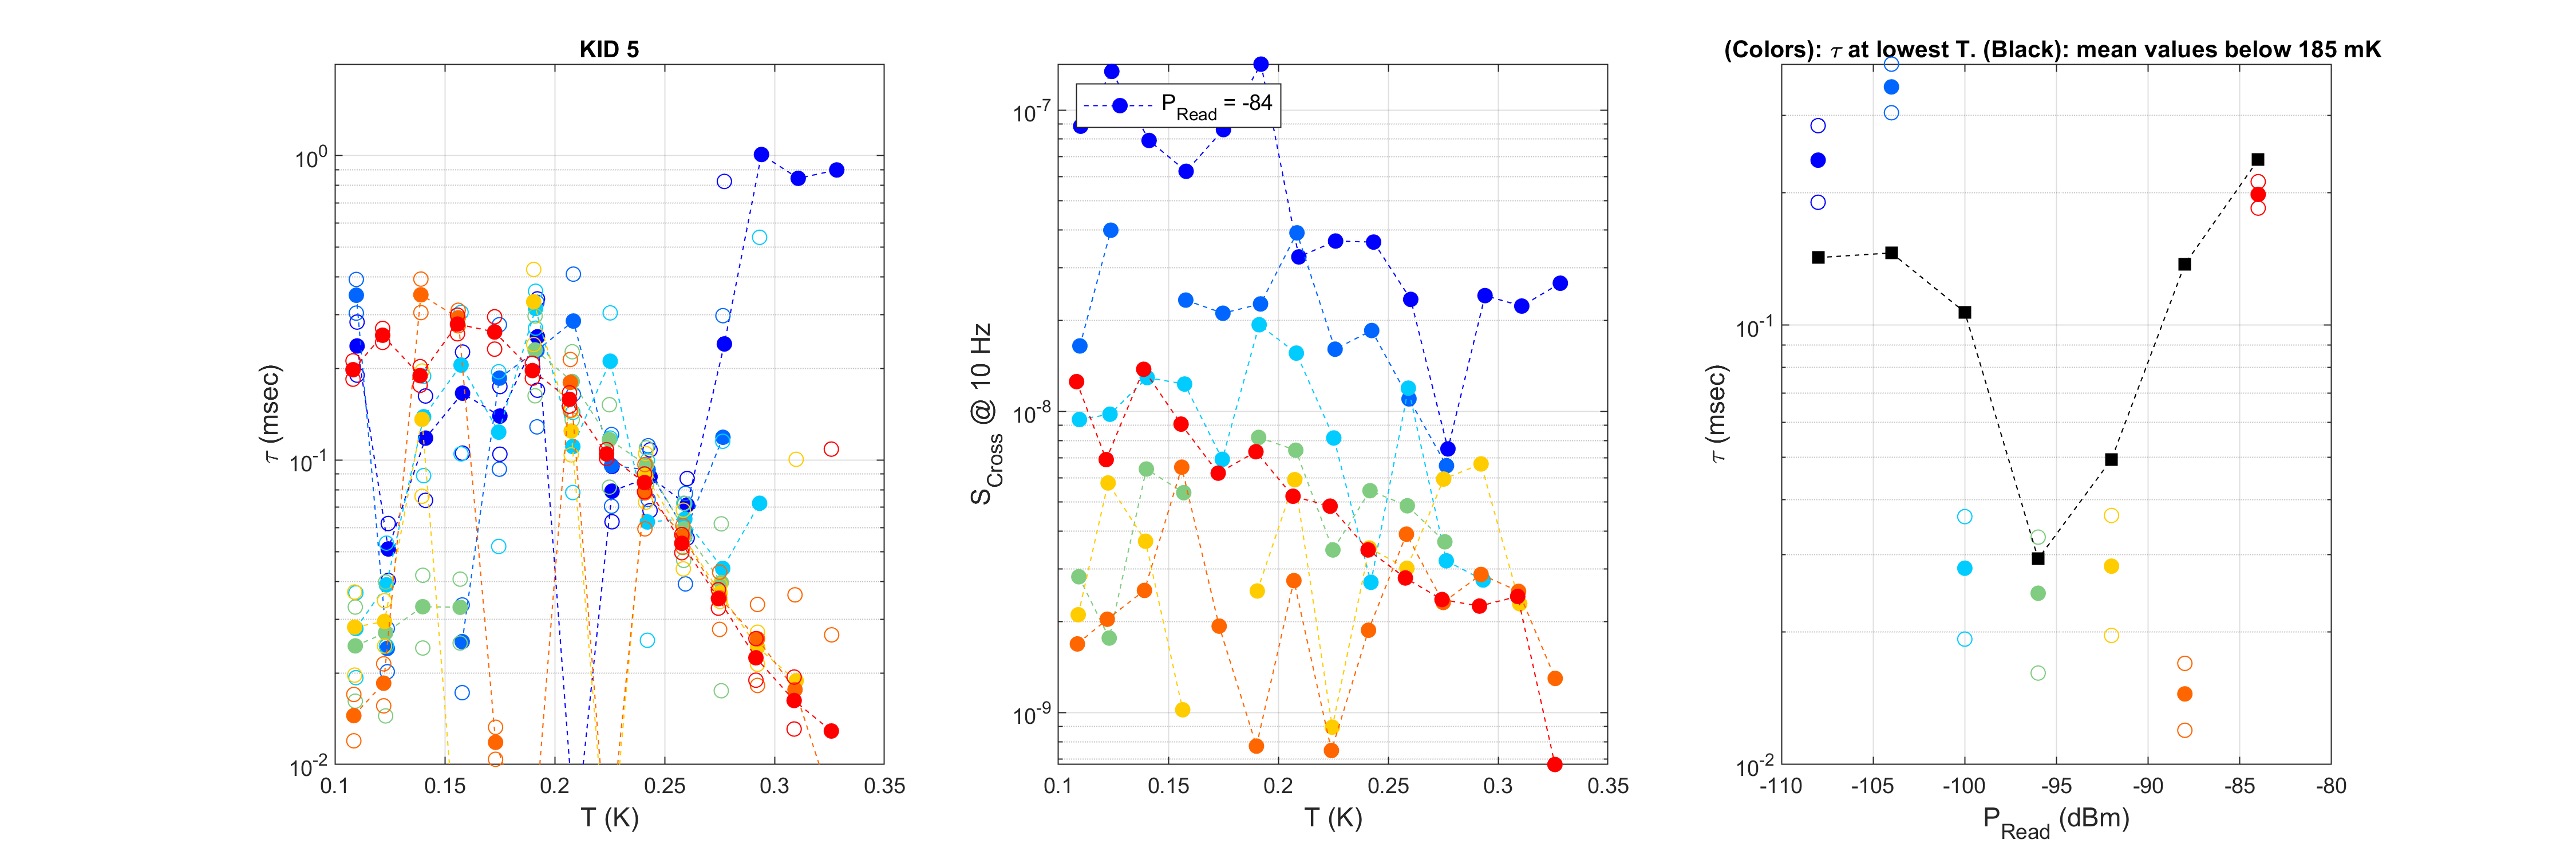 KID 5
10^0
10^-1
10^-2
τ (msec)
0.1 0.15 0.2 0.25 0.3 0.35
T (K)
P_Read = -84
10^-7
10^-8
10^-9
S_Cross @ 10 Hz
0.1 0.15 0.2 0.25 0.3 0.35
T (K)
(Colors): τ at lowest T. (Black): mean values below 185 mK
10^-1
10^-2
τ (msec)
-110 -105 -100 -95 -90 -85 -80
P_Read (dBm)